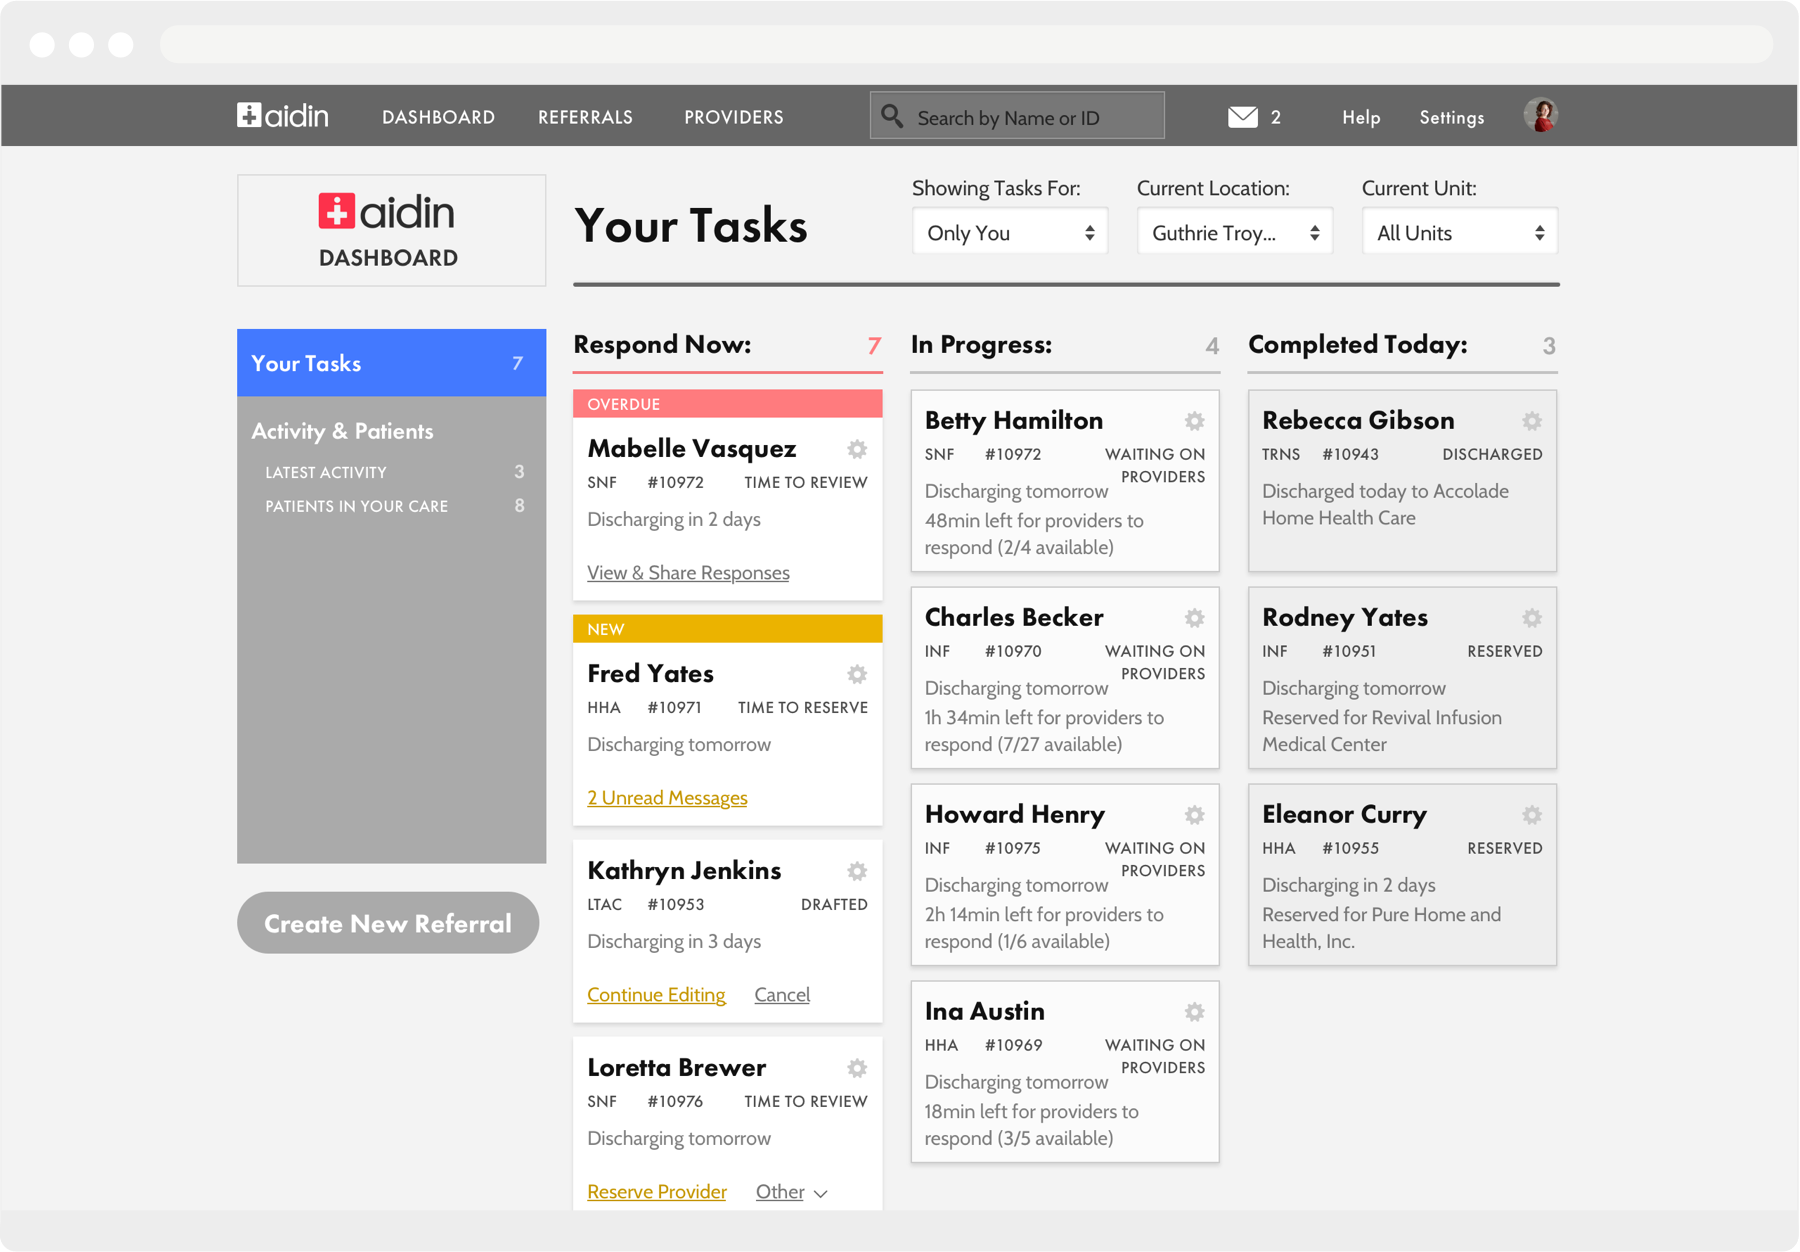 aidin DASHBOARD REFERRALS PROVIDERS Search by Name or ID 2 Help Settings
aidin
DASHBOARD
Your Tasks
Showing Tasks For:
Only You
Current Location:
Guthrie Troy...
Current Unit:
All Units
Your Tasks 7
Activity & Patients
LATEST ACTIVITY 3
PATIENTS IN YOUR CARE 8
Create New Referral
Respond Now: 7
OVERDUE
Mabelle Vasquez
SNF #10972 TIME TO REVIEW
Discharging in 2 days
View & Share Responses
NEW
Fred Yates
HHA #10971 TIME TO RESERVE
Discharging tomorrow
2 Unread Messages
Kathryn Jenkins
LTAC #10953 DRAFTED
Discharging in 3 days
Continue Editing Cancel
Loretta Brewer
SNF #10976 TIME TO REVIEW
Discharging tomorrow
Reserve Provider Other
In Progress: 4
Betty Hamilton
SNF #10972 WAITING ON
PROVIDERS
Discharging tomorrow
48min left for providers to
respond (2/4 available)
Charles Becker
INF #10970 WAITING ON
PROVIDERS
Discharging tomorrow
1h 34min left for providers to
respond (7/27 available)
Howard Henry
INF #10975 WAITING ON
PROVIDERS
Discharging tomorrow
2h 14min left for providers to
respond (1/6 available)
Ina Austin
HHA #10969 WAITING ON
PROVIDERS
Discharging tomorrow
18min left for providers to
respond (3/5 available)
Completed Today: 3
Rebecca Gibson
TRNS #10943 DISCHARGED
Discharged today to Accolade
Home Health Care
Rodney Yates
INF #10951 RESERVED
Discharging tomorrow
Reserved for Revival Infusion
Medical Center
Eleanor Curry
HHA #10955 RESERVED
Discharging in 2 days
Reserved for Pure Home and
Health, Inc.